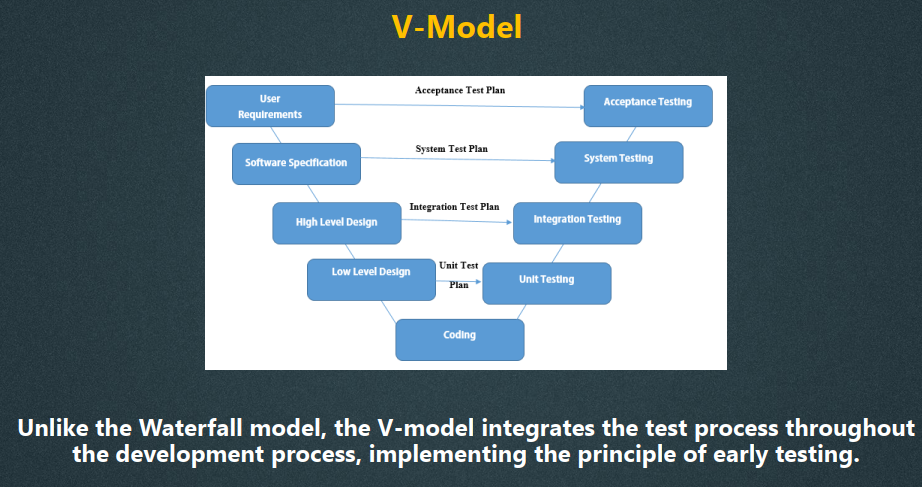 V-Model
User
Requirements
Acceptance Test Plan
Acceptance Testing
Software Specification
System Test Plan
System Testing
High Level Design
Integration Test Plan
Integration Testing
Low Level Design
Unit Test
Plan
Unit Testing
Coding
Unlike the Waterfall model, the V-model integrates the test process throughout
the development process, implementing the principle of early testing.